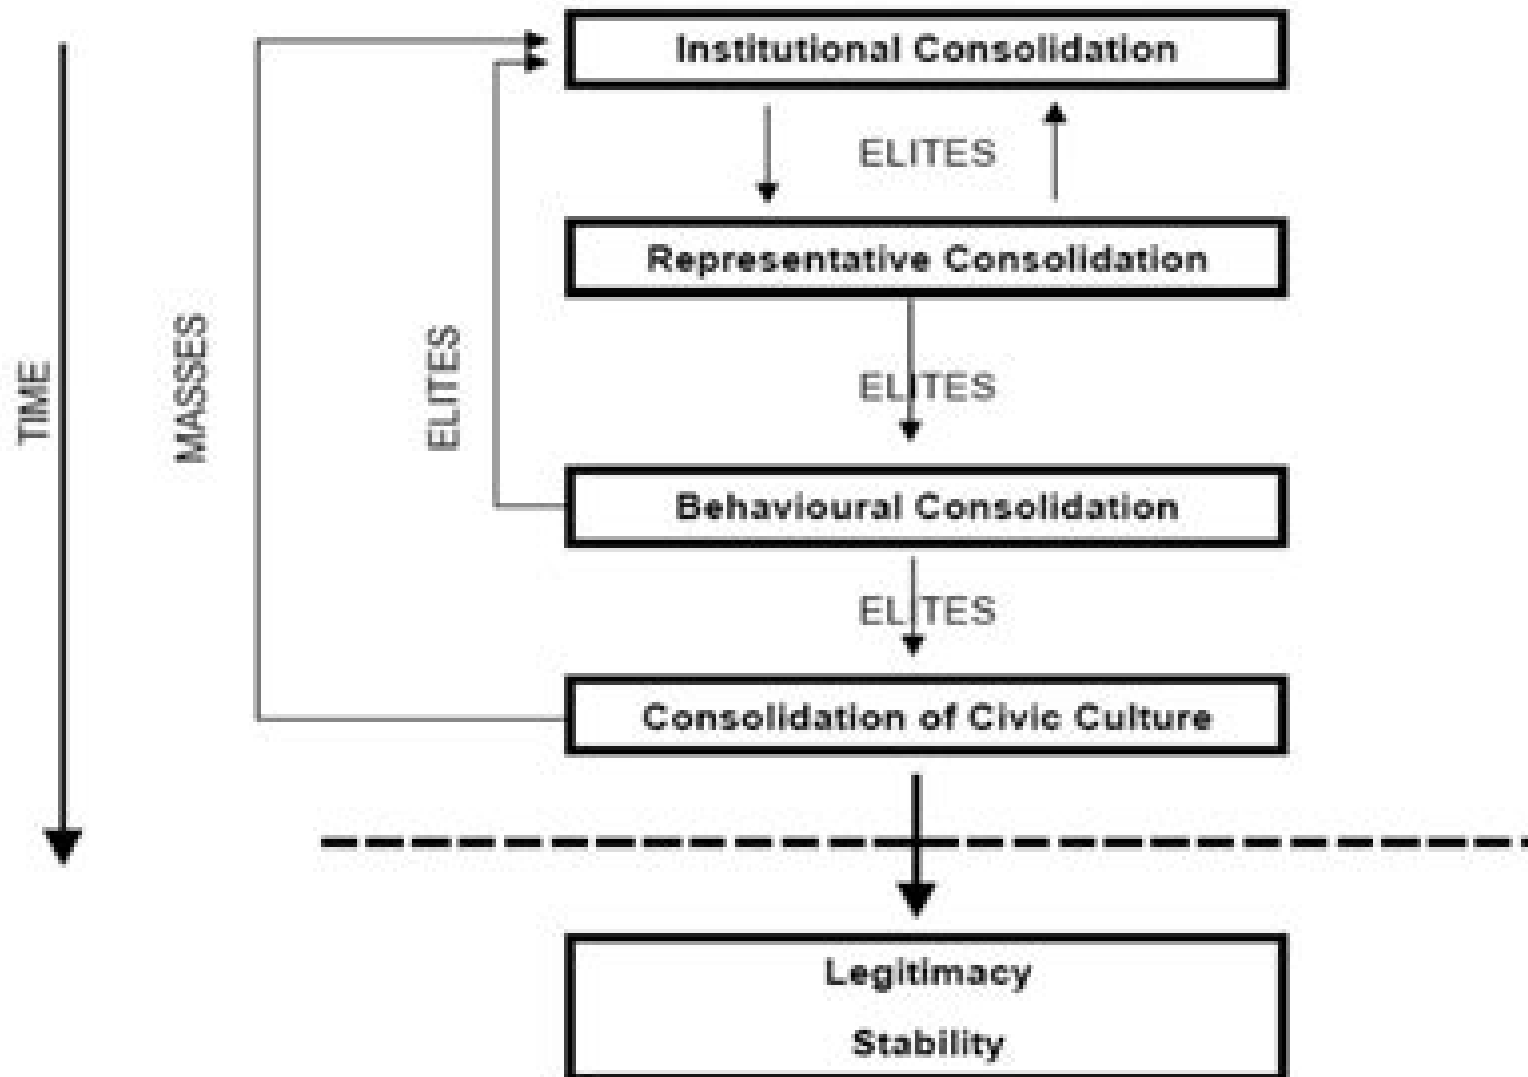 Institutional Consolidation
ELITES
Representative Consolidation
TIME
MASSES
ELITES
ELITES
Behavioural Consolidation
ELITES
Consolidation of Civic Culture
Legitimacy
Stability